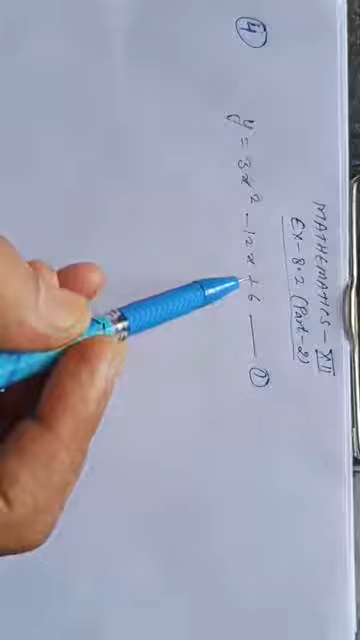 MATHEMATICS - XII
EX - 8.2 (Part-2)
4
y = 3x² - 12x + 6 — ①